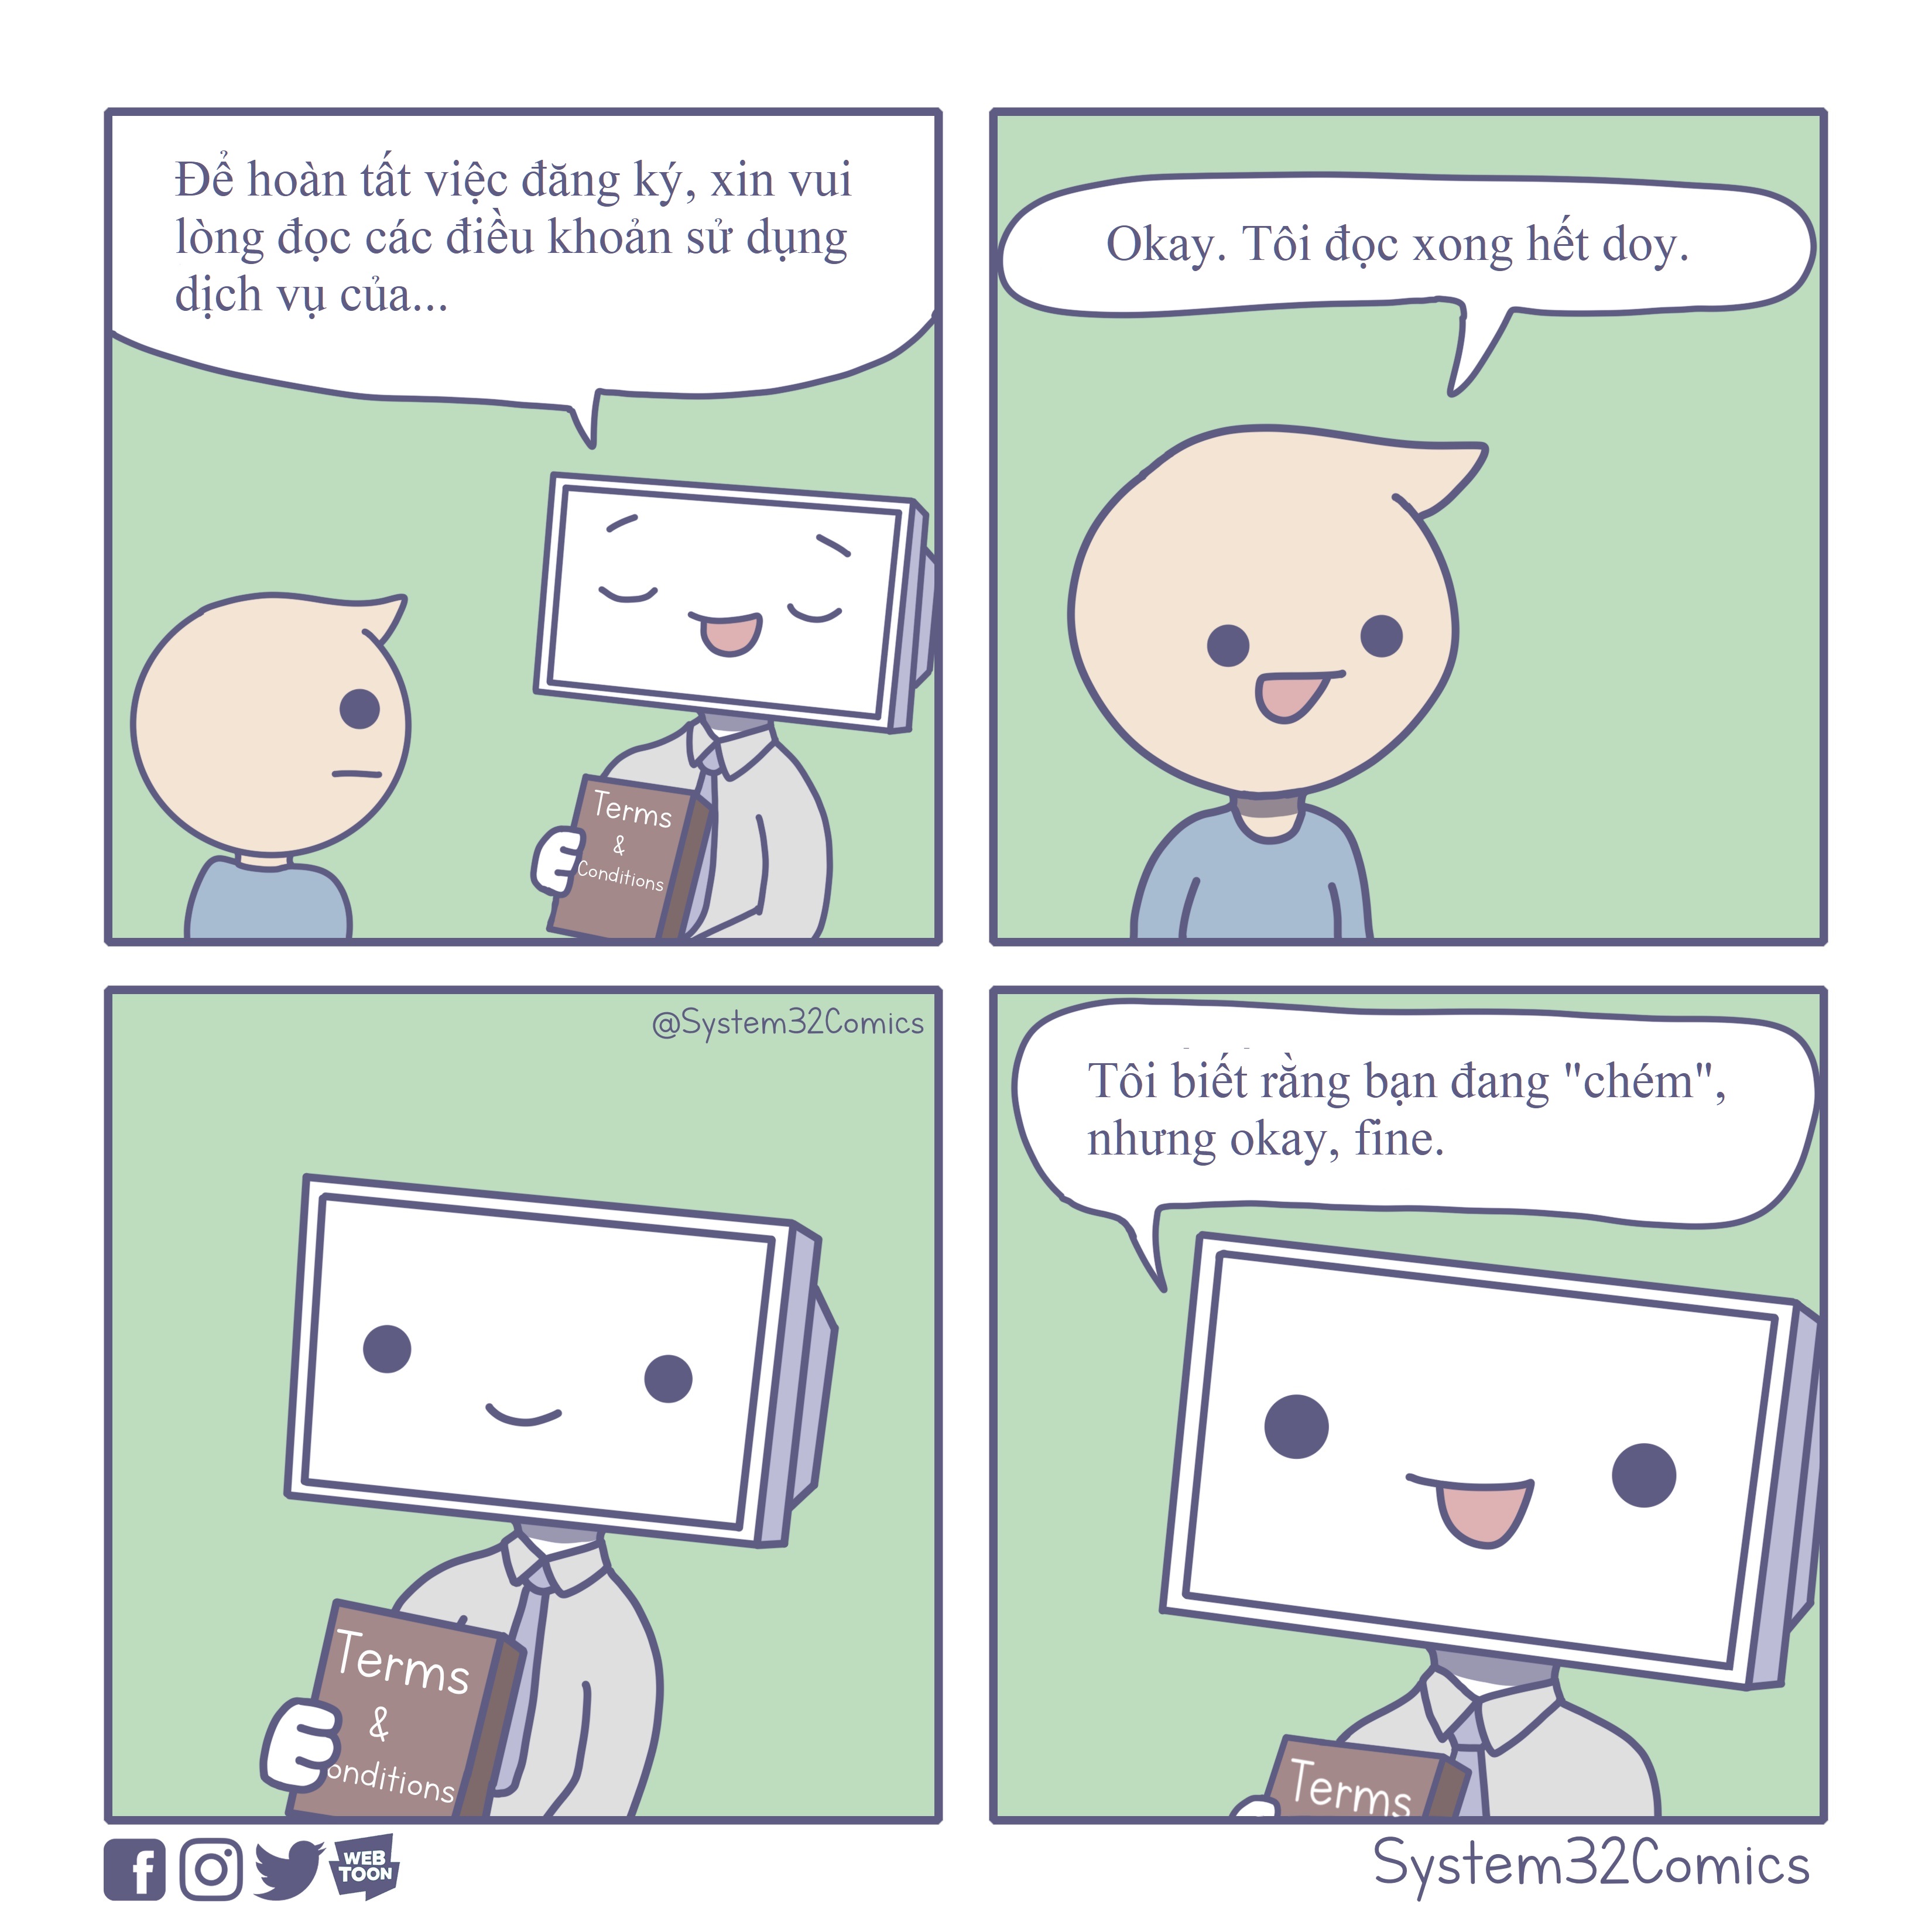 Để hoàn tất việc đăng ký, xin vui
lòng đọc các điều khoản sử dụng
dịch vụ của...
Terms
&
Conditions
Okay. Tôi đọc xong hết doy.
@System32Comics
Terms
&
onditions
Tôi biết rằng bạn đang "chém",
nhưng okay, fine.
Terms
f
WEB
TOON
System32Comics